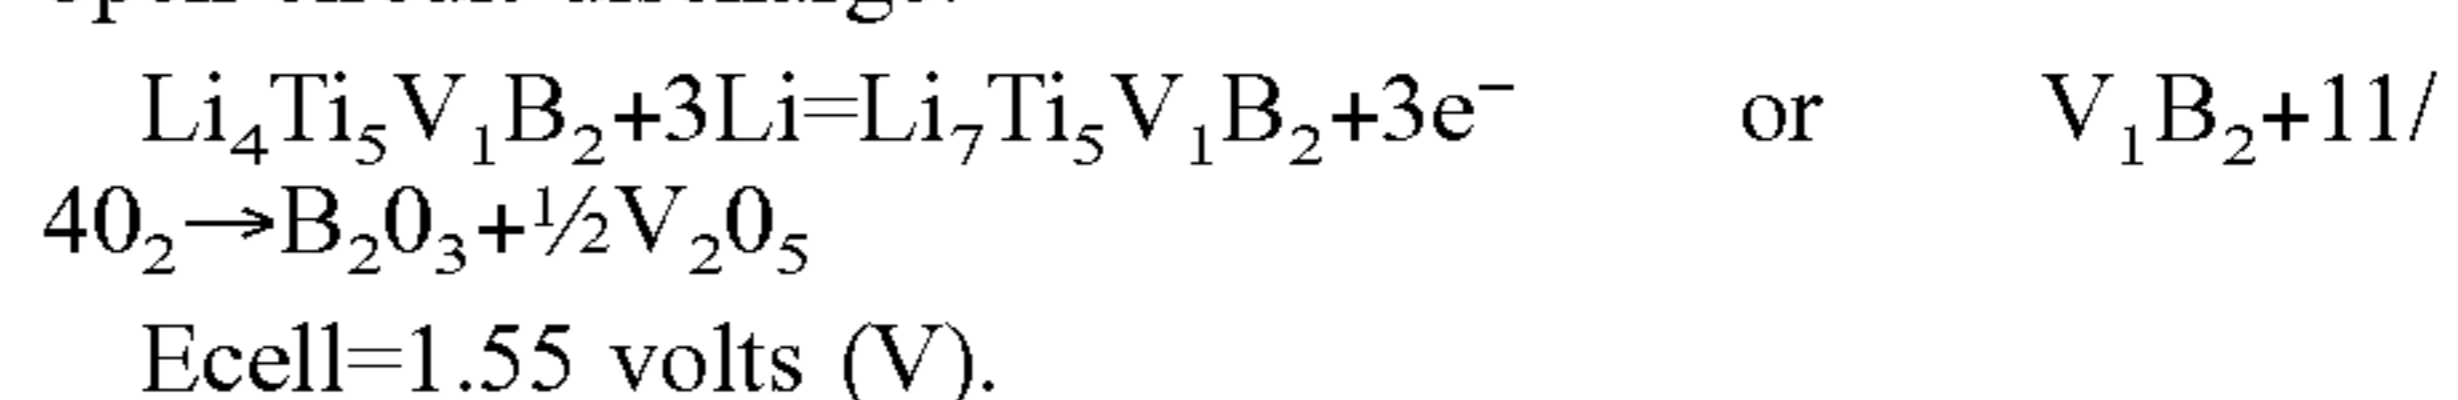 Li₄Ti₅V₁B₂+3Li=Li₇Ti₅V₁B₂+3e⁻ or V₁B₂+11/
40₂→B₂0₃+½V₂0₅
Ecell=1.55 volts (V).